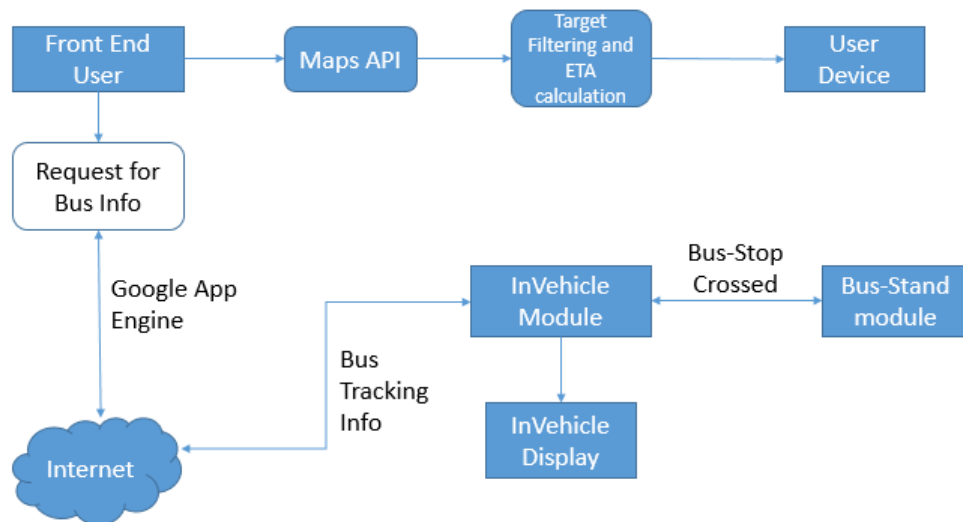 Front End
User
Maps API
Target
Filtering and
ETA
calculation
User
Device
Request for
Bus Info
Google App
Engine
Bus-Stop
Crossed
InVehicle
Module
Bus-Stand
module
Bus
Tracking
Info
InVehicle
Display
Internet